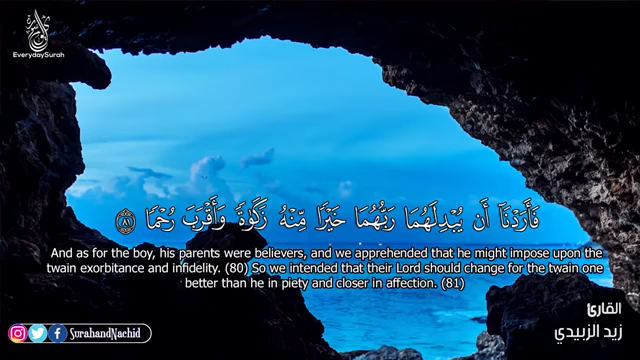 EverydaySurah
فَأَرَدْنَآ أَن يُبْدِلَهُمَا رَبُّهُمَا خَيْرًا مِّنْهُ زَكَوٰةً وَأَقْرَبَ رُحْمًا ٨١
And as for the boy, his parents were believers, and we apprehended that he might impose upon the
twain exorbitance and infidelity. (80) So we intended that their Lord should change for the twain one
better than he in piety and closer in affection. (81)
القارئ
زيد الزبيدي
SurahandNachid